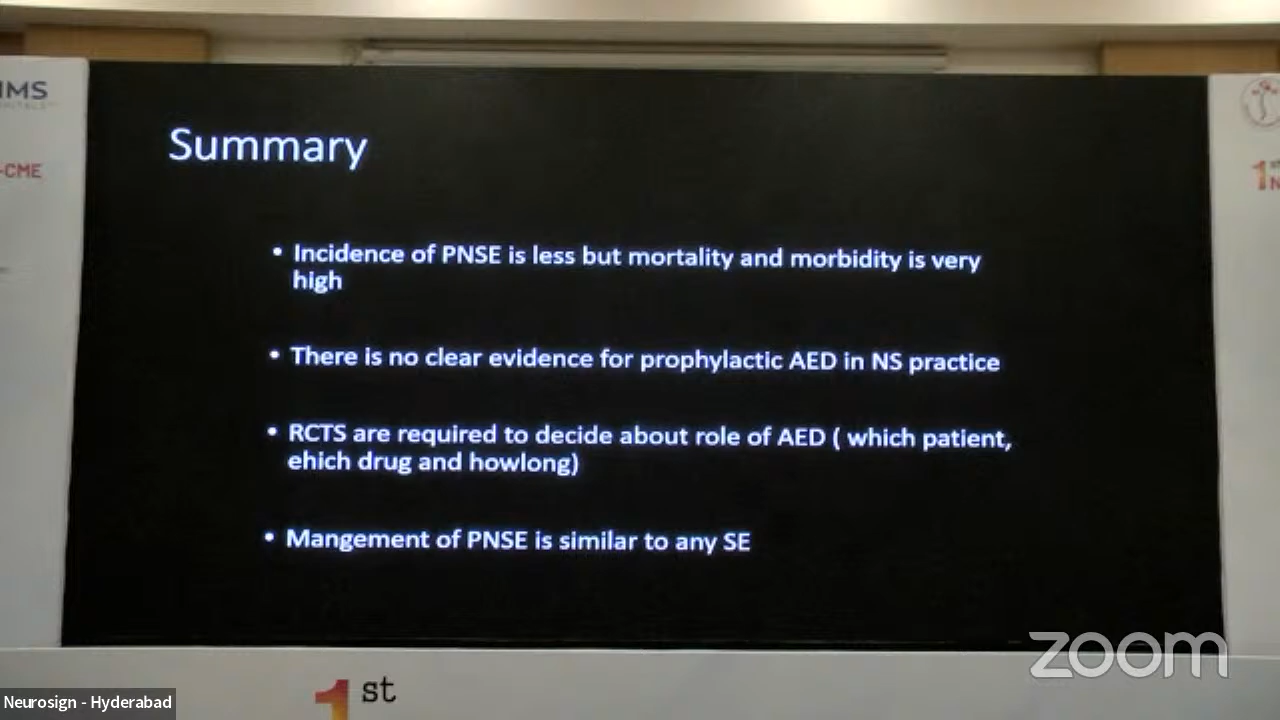 IMS
-CME
Summary
• Incidence of PNSE is less but mortality and morbidity is very
high
• There is no clear evidence for prophylactic AED in NS practice
• RCTS are required to decide about role of AED ( which patient,
ehich drug and howlong)
• Mangement of PNSE is similar to any SE
1st
zoom
Neurosign - Hyderabad